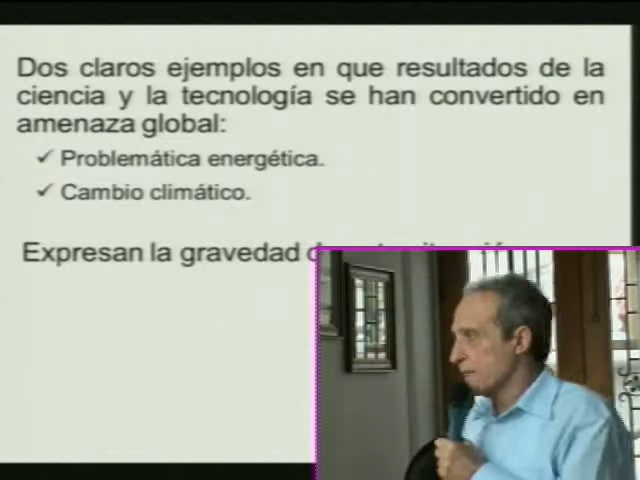 Dos claros ejemplos en que resultados de la
ciencia y la tecnología se han convertido en
amenaza global:
✓ Problemática energética.
✓ Cambio climático.
Expresan la gravedad